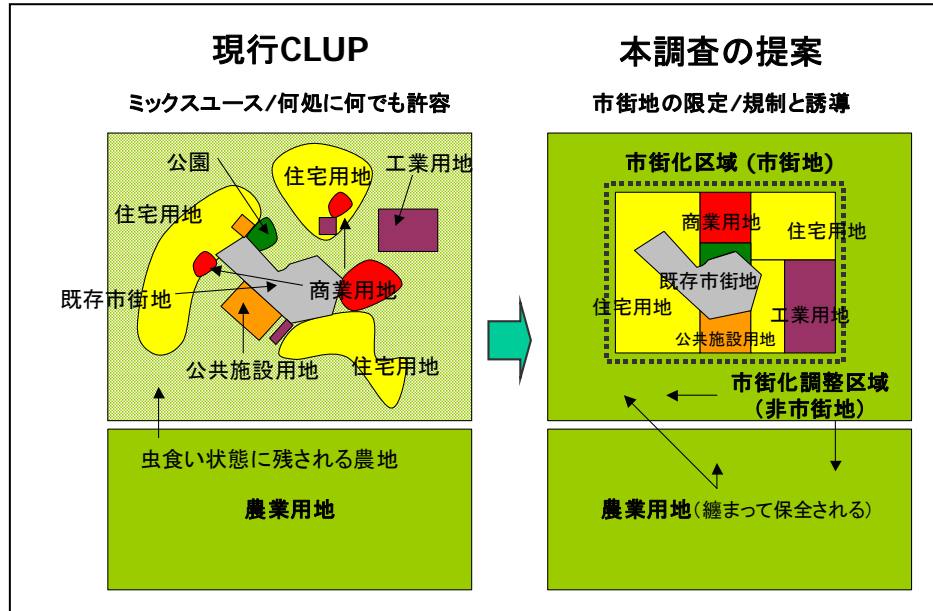 現行CLUP
ミックスユース/何処に何でも許容
公園
住宅用地
工業用地
住宅用地
既存市街地
商業用地
公共施設用地
住宅用地
虫食い状態に残される農地
農業用地
本調査の提案
市街地の限定/規制と誘導
市街化区域 (市街地)
商業用地
住宅用地
既存市街地
住宅用地
工業用地
公共施設用地
市街化調整区域
(非市街地)
農業用地(纏まって保全される)